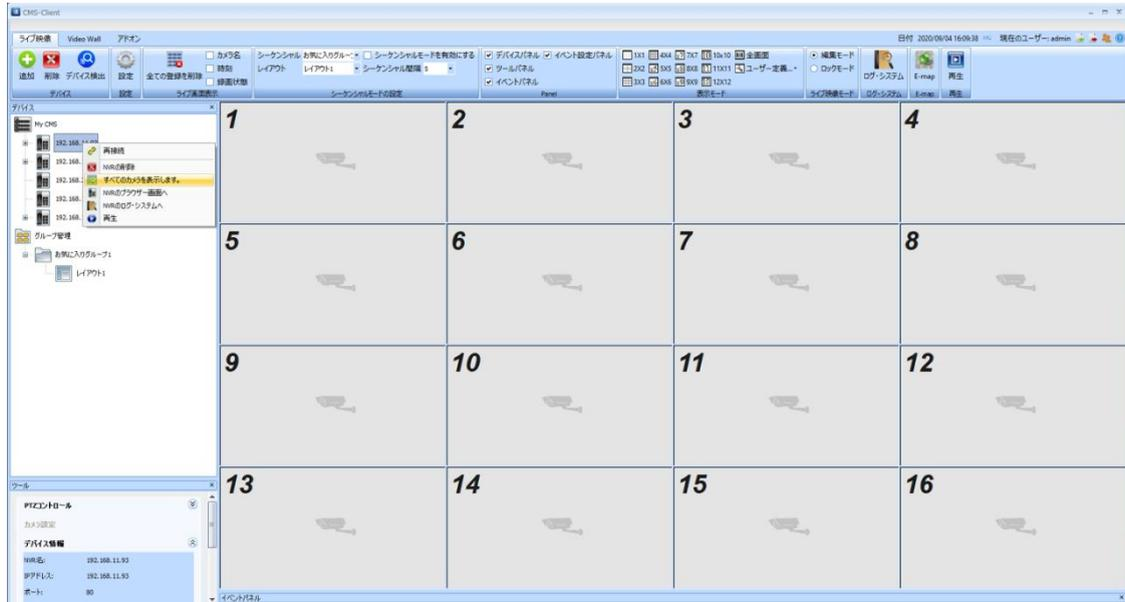 CMS-Client
ライブ映像 Video Wall アドオン
日付 2020/09/04 16:09:38 現在のユーザー: admin
追加 削除 デバイス検出 設定 全ての登録を削除
カメラ名
時刻
録画状態
シーケンシャル お気に入りグループ: シーケンシャルモードを有効にする
レイアウト レイアウト1 シーケンシャル間隔 5
デバイスパネル イベント設定パネル
ツールパネル
イベントパネル
1X1 4X4 7X7 10x10 全画面
2X2 5X5 8X8 11X11 ユーザー定義...
3X3 6X6 9X9 12X12
編集モード
ロックモード
ログ・システム E-map 再生
デバイス 設定 ライブ画面表示 シーケンシャルモードの設定 Panel 表示モード ライブ映像モード ログ・システム E-map 再生
デバイス
My CMS
192.168.11.93
192.168.
192.168.
192.168.
192.168.
再接続
NVRの削除
すべてのカメラを表示します。
NVRのブラウザー画面へ
NVRのログ・システムへ
再生
グループ管理
お気に入りグループ1
レイアウト1
1 2 3 4
5 6 7 8
9 10 11 12
13 14 15 16
ツール
PTZコントロール
カメラ設定
デバイス情報
NVR名: 192.168.11.93
IPアドレス: 192.168.11.93
ポート: 80
イベントパネル